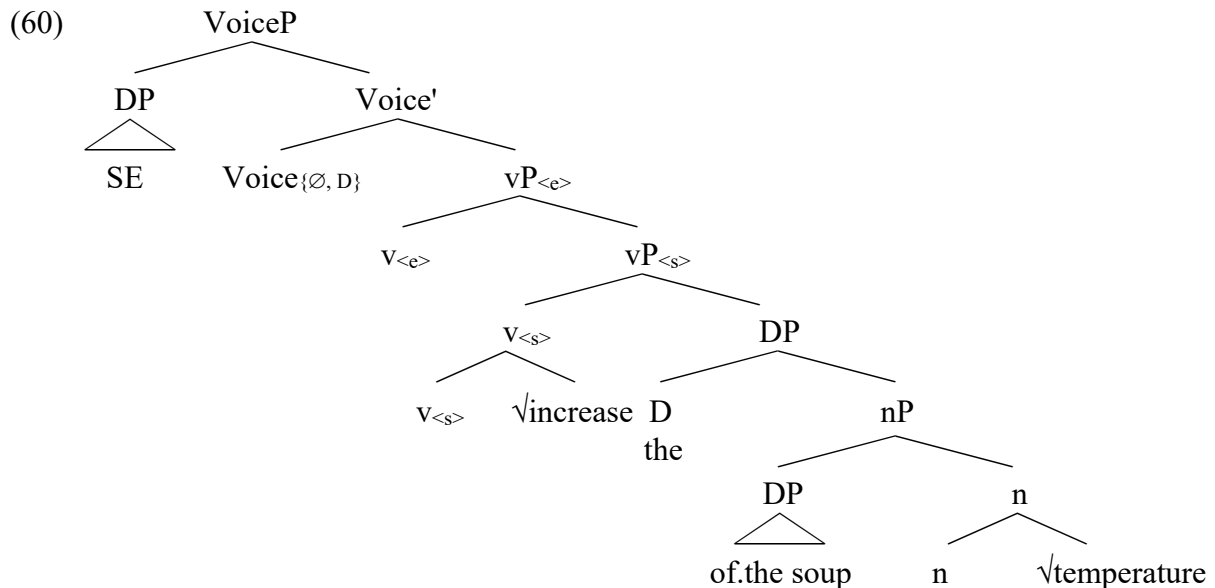 (60) VoiceP
DP Voice'
SE Voice{∅, D} vP<e>
v<e> vP<s>
v<s> DP
v<s> √increase D nP
the
DP n
of.the soup n √temperature